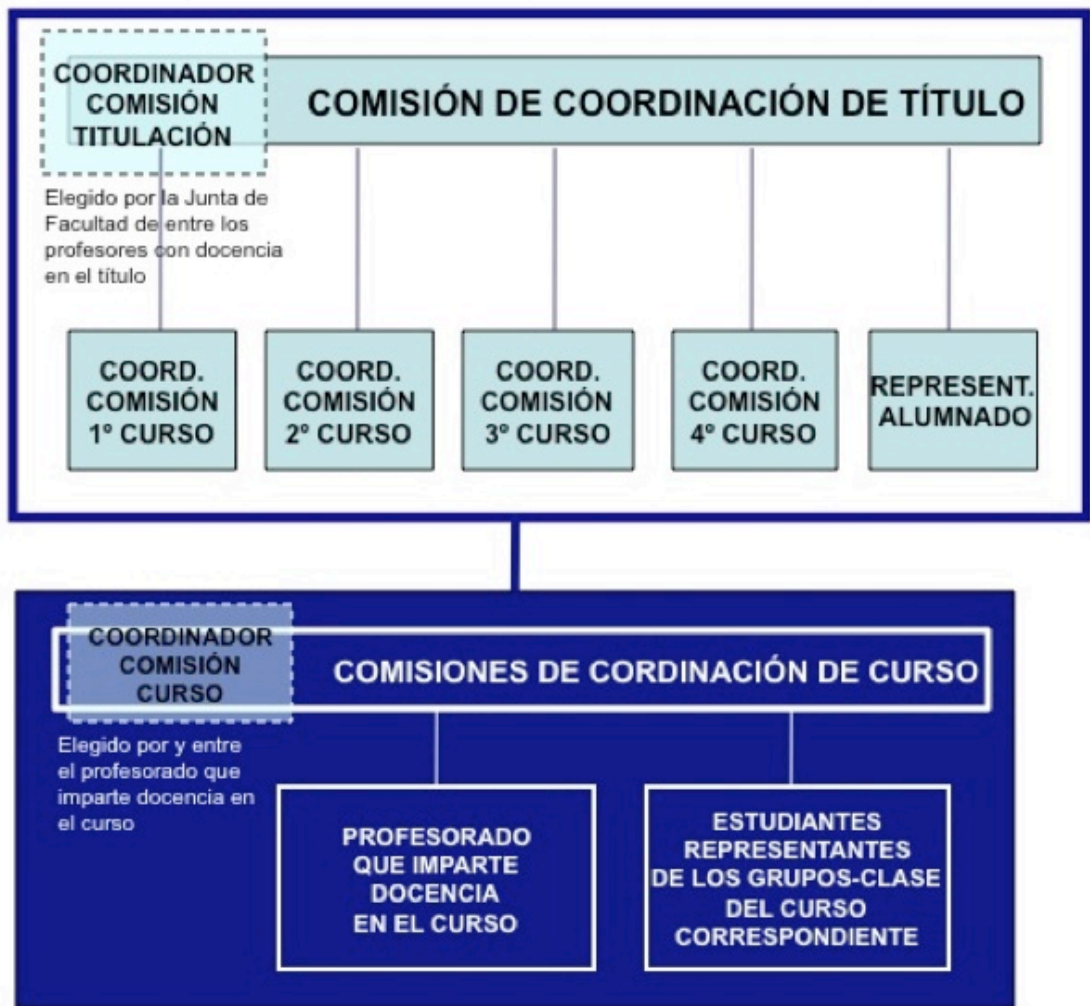 COORDINADOR
COMISIÓN
TITULACIÓN
COMISIÓN DE COORDINACIÓN DE TÍTULO
Elegido por la Junta de
Facultad de entre los
profesores con docencia
en el título
COORD.
COMISIÓN
1º CURSO
COORD.
COMISIÓN
2º CURSO
COORD.
COMISIÓN
3º CURSO
COORD.
COMISIÓN
4º CURSO
REPRESENT.
ALUMNADO
COORDINADOR
COMISIÓN
CURSO
COMISIONES DE CORDINACIÓN DE CURSO
Elegido por y entre
el profesorado que
imparte docencia en
el curso
PROFESORADO
QUE IMPARTE
DOCENCIA
EN EL CURSO
ESTUDIANTES
REPRESENTANTES
DE LOS GRUPOS-CLASE
DEL CURSO
CORRESPONDIENTE